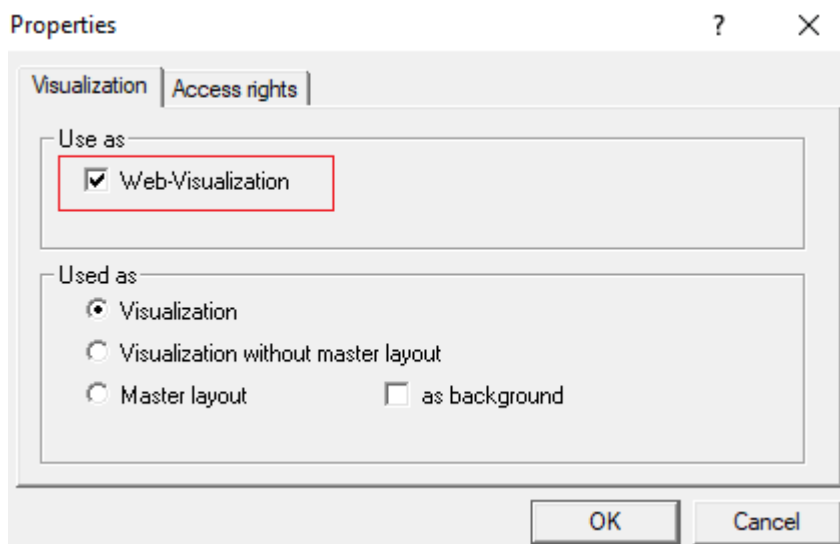 Properties
?
Visualization Access rights
Use as
Web-Visualization
Used as
Visualization
Visualization without master layout
Master layout as background
OK Cancel